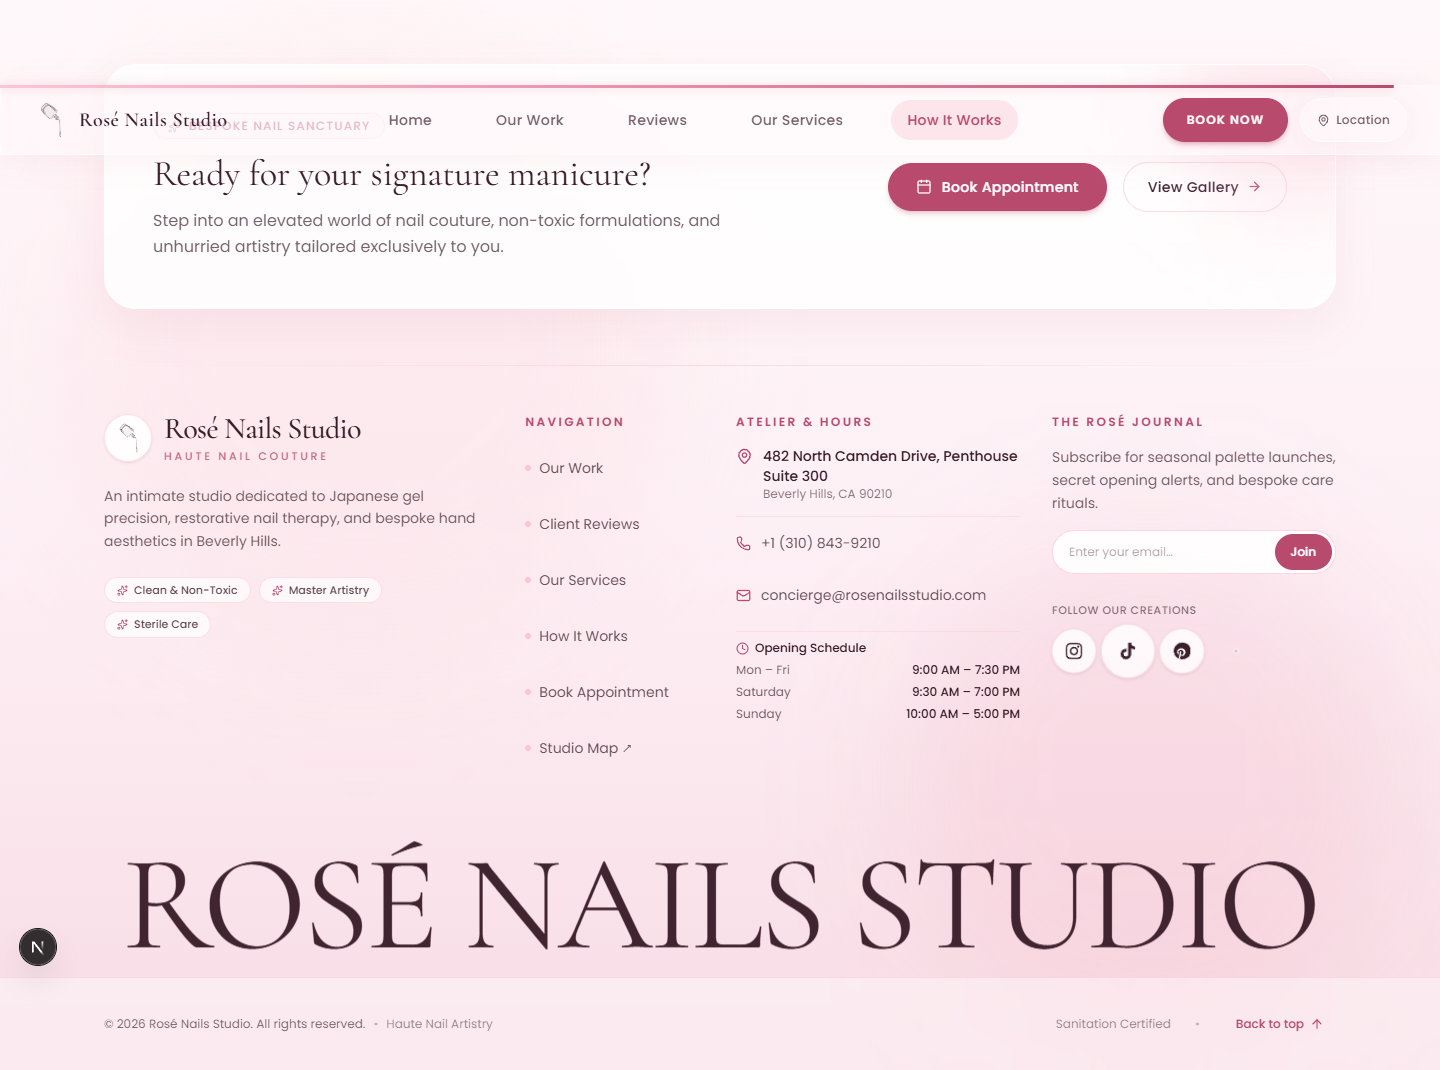 Rosé Nails Studio
BESPOKE NAIL SANCTUARY
Home
Our Work
Reviews
Our Services
How It Works
BOOK NOW
Location
Ready for your signature manicure?
Step into an elevated world of nail couture, non-toxic formulations, and
unhurried artistry tailored exclusively to you.
Book Appointment
View Gallery →
Rosé Nails Studio
HAUTE NAIL COUTURE
An intimate studio dedicated to Japanese gel
precision, restorative nail therapy, and bespoke hand
aesthetics in Beverly Hills.
Clean & Non-Toxic
Master Artistry
Sterile Care
NAVIGATION
Our Work
Client Reviews
Our Services
How It Works
Book Appointment
Studio Map ↗
ATELIER & HOURS
482 North Camden Drive, Penthouse
Suite 300
Beverly Hills, CA 90210
+1 (310) 843-9210
concierge@rosenailsstudio.com
Opening Schedule
Mon – Fri 9:00 AM – 7:30 PM
Saturday 9:30 AM – 7:00 PM
Sunday 10:00 AM – 5:00 PM
THE ROSÉ JOURNAL
Subscribe for seasonal palette launches,
secret opening alerts, and bespoke care
rituals.
Enter your email...
Join
FOLLOW OUR CREATIONS
ROSÉ NAILS STUDIO
N
© 2026 Rosé Nails Studio. All rights reserved. • Haute Nail Artistry
Sanitation Certified • Back to top ↑